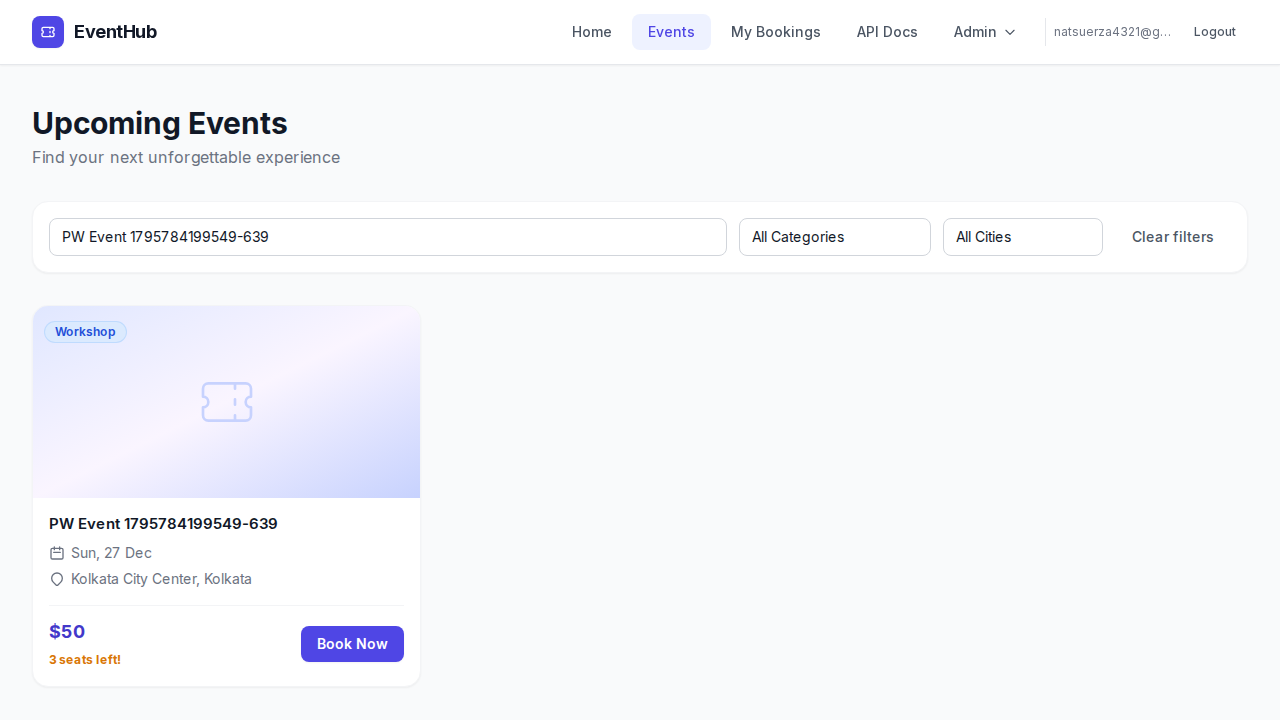 EventHub
Home Events My Bookings API Docs Admin natsuerza4321@g... Logout
Upcoming Events
Find your next unforgettable experience
PW Event 1795784199549-639 All Categories All Cities Clear filters
Workshop
PW Event 1795784199549-639
Sun, 27 Dec
Kolkata City Center, Kolkata
$50
3 seats left!
Book Now